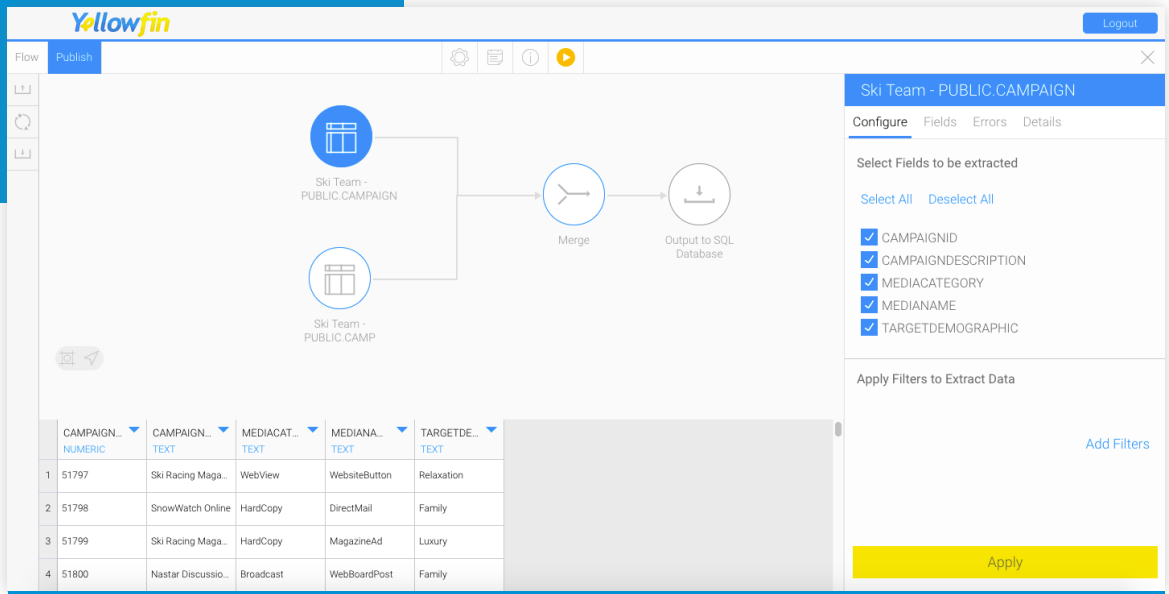 Yellowfin
Logout
Flow
Publish
Ski Team - PUBLIC.CAMPAIGN
Configure Fields Errors Details
Select Fields to be extracted
Select All Deselect All
CAMPAIGNID
CAMPAIGNDESCRIPTION
MEDIACATEGORY
MEDIANAME
TARGETDEMOGRAPHIC
Apply Filters to Extract Data
Add Filters
Apply
Ski Team -
PUBLIC.CAMPAIGN
Merge
Output to SQL
Database
Ski Team -
PUBLIC.CAMP
CAMPAIGN... CAMPAIGN... MEDIACAT... MEDIANA... TARGETDE...
NUMERIC TEXT TEXT TEXT TEXT
1 51797 Ski Racing Maga... WebView WebsiteButton Relaxation
2 51798 SnowWatch Online HardCopy DirectMail Family
3 51799 Ski Racing Maga... HardCopy MagazineAd Luxury
4 51800 Nastar Discussio... Broadcast WebBoardPost Family